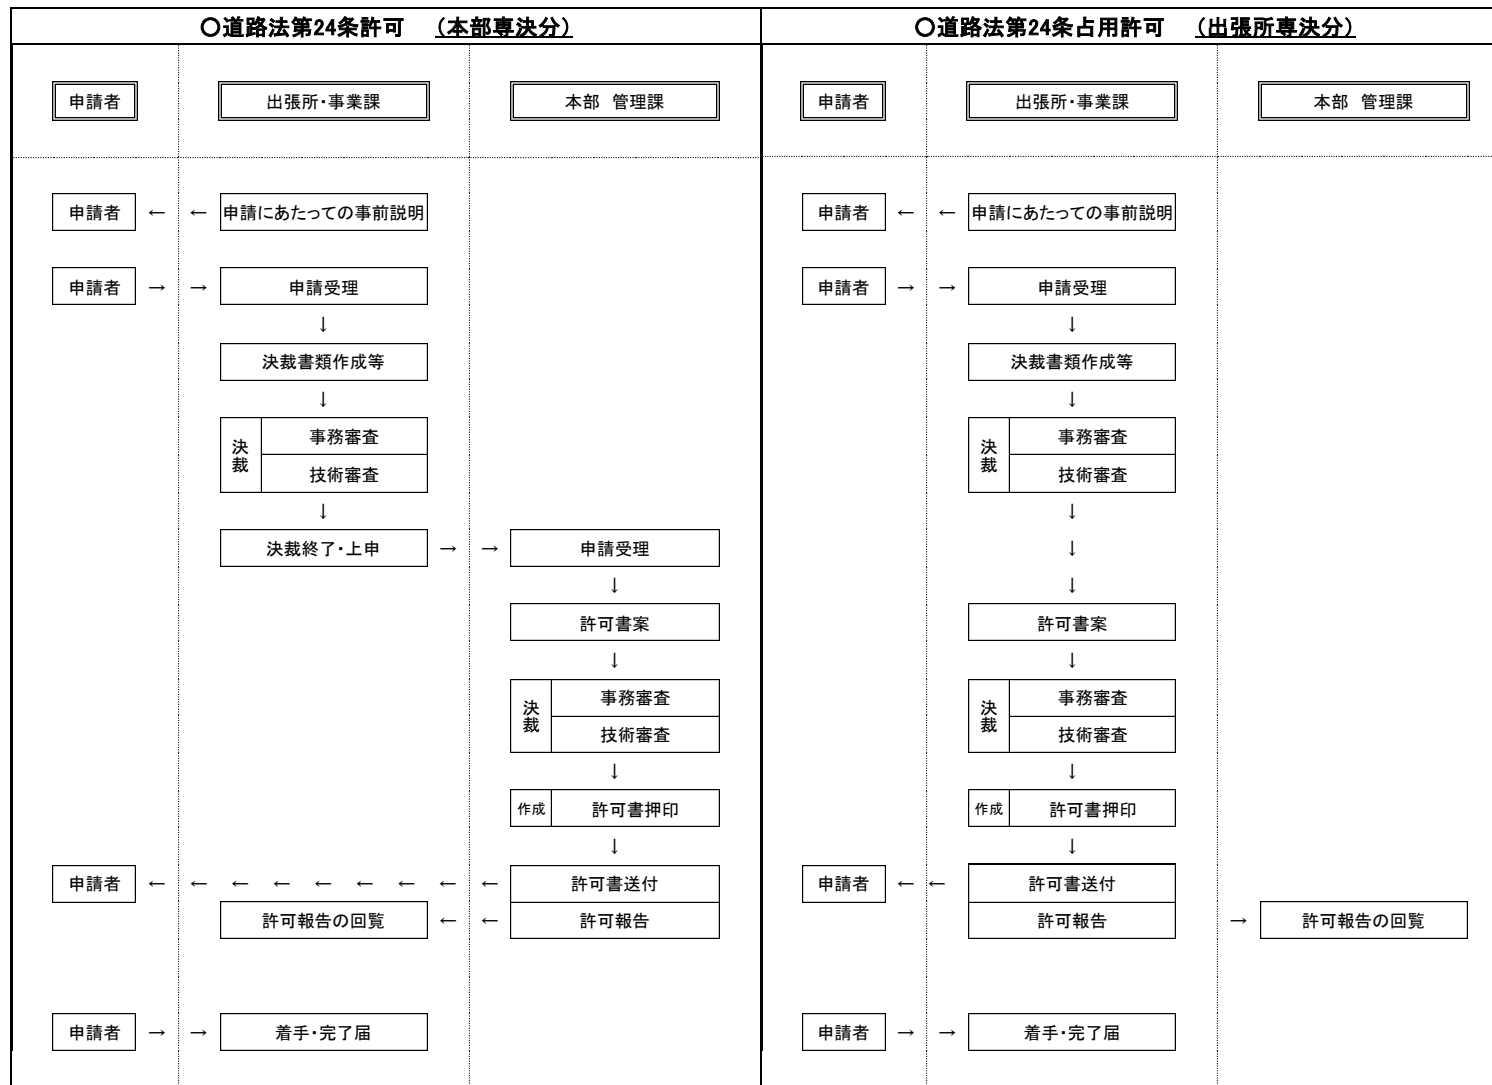 〇道路法第24条許可　（本部専決分）
申請者　出張所・事業課　本部　管理課
申請者　←　←　申請にあたっての事前説明
申請者　→　→　申請受理
↓
決裁書類作成等
↓
決裁　事務審査
技術審査
↓
決裁終了・上申　→　→　申請受理
↓
許可書案
↓
決裁　事務審査
技術審査
↓
作成　許可書押印
↓
申請者　←　←　←　←　←　←　←　←　←　許可書送付
許可報告の回覧　←　←　許可報告
申請者　→　→　着手・完了届
〇道路法第24条占用許可　（出張所専決分）
申請者　出張所・事業課　本部　管理課
申請者　←　←　申請にあたっての事前説明
申請者　→　→　申請受理
↓
決裁書類作成等
↓
決裁　事務審査
技術審査
↓
↓
↓
許可書案
↓
決裁　事務審査
技術審査
↓
作成　許可書押印
↓
申請者　←　←　許可書送付
許可報告　→　許可報告の回覧
申請者　→　→　着手・完了届